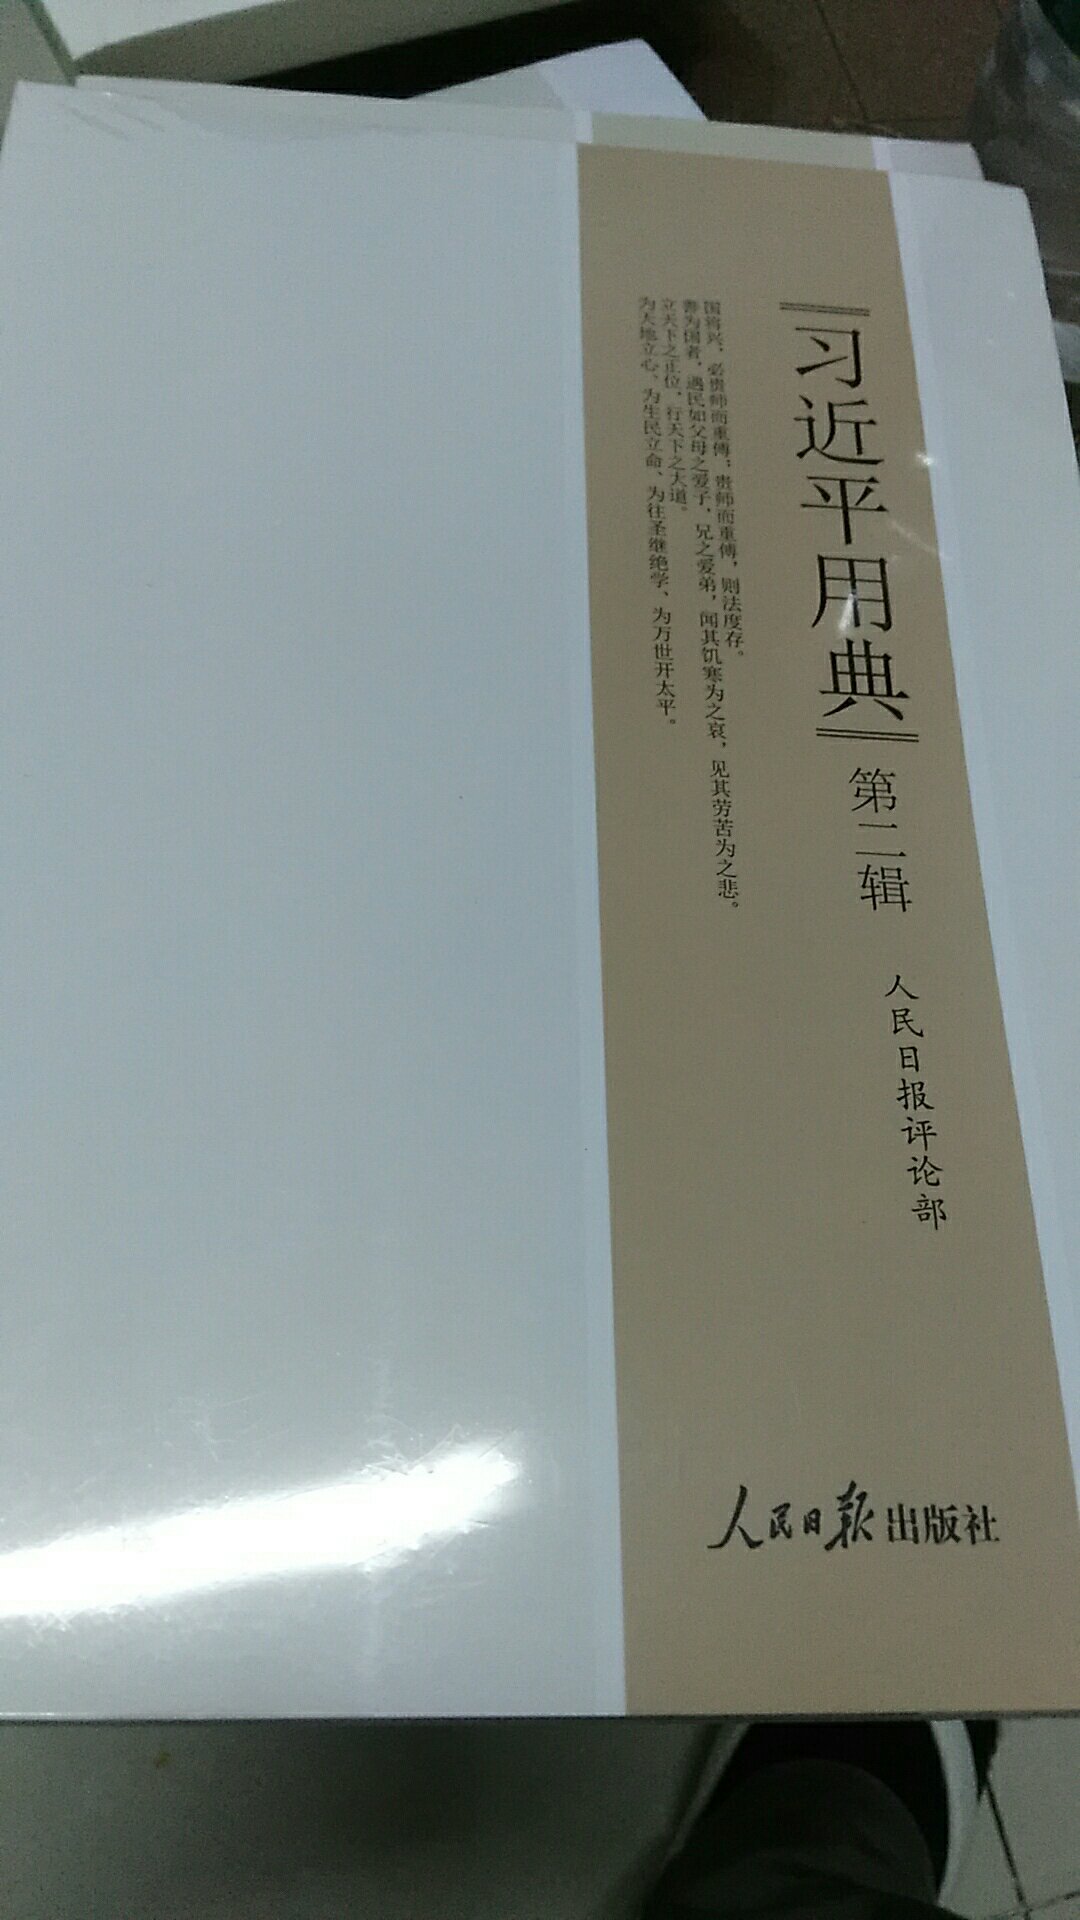 习近平用典
第二辑
人民日报评论部
国将兴，必贵师而重傅；贵师而重傅，则法度存。
善为国者，遇民如父母之爱子，兄之爱弟，闻其饥寒为之哀，见其劳苦为之悲。
立天下之正位，行天下之大道。
为天地立心、为生民立命、为往圣继绝学、为万世开太平。
人民日报出版社